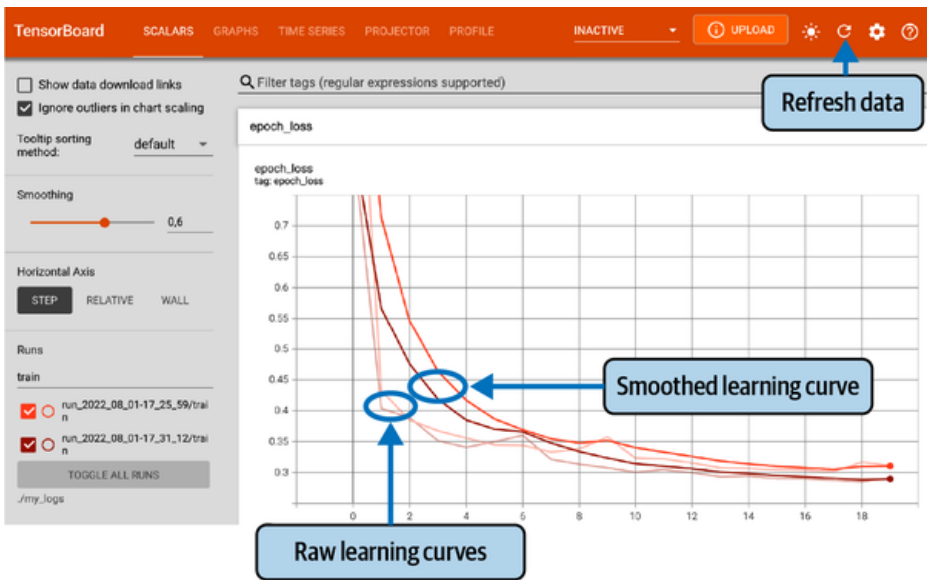 TensorBoard SCALARS GRAPHS TIME SERIES PROJECTOR PROFILE INACTIVE UPLOAD
Show data download links
Ignore outliers in chart scaling
Tooltip sorting
method: default
Smoothing
0,6
Horizontal Axis
STEP RELATIVE WALL
Runs
train
run_2022_08_01-17_25_59/trai
n
run_2022_08_01-17_31_12/trai
n
TOGGLE ALL RUNS
./my_logs
Filter tags (regular expressions supported)
Refresh data
epoch_loss
epoch_loss
tag: epoch_loss
0.7
0.65
0.6
0.55
0.5
0.45
0.4
0.35
0.3
0 2 4 6 8 10 12 14 16 18
Smoothed learning curve
Raw learning curves